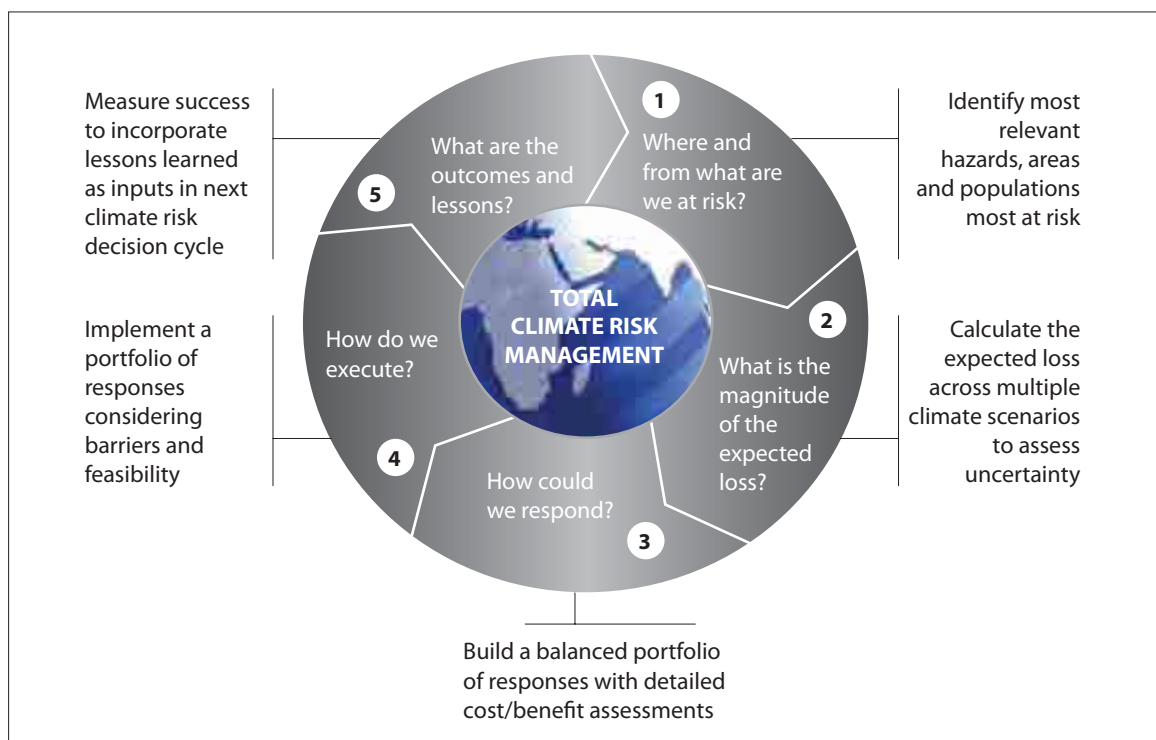 1
Where and
from what are
we at risk?
Identify most
relevant
hazards, areas
and populations
most at risk
2
What is the
magnitude
of the
expected
loss?
Calculate the
expected loss
across multiple
climate scenarios
to assess
uncertainty
3
How could
we respond?
Build a balanced portfolio
of responses with detailed
cost/benefit assessments
4
How do we
execute?
Implement a
portfolio of
responses
considering
barriers and
feasibility
5
What are the
outcomes and
lessons?
Measure success
to incorporate
lessons learned
as inputs in next
climate risk
decision cycle
TOTAL
CLIMATE RISK
MANAGEMENT